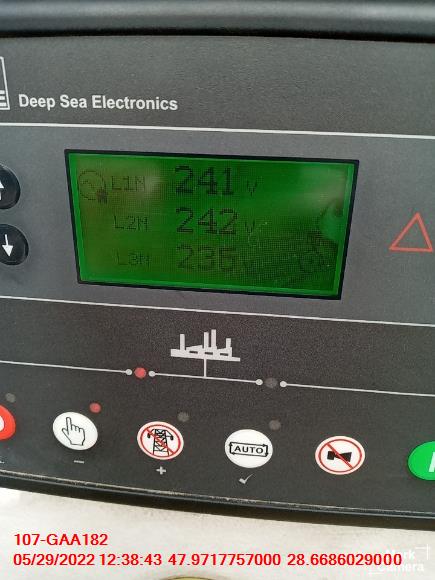 Deep Sea Electronics
L1N 241 V
L2N 242 V
L3N 235 V
AUTO
107-GAA182
05/29/2022 12:38:43 47.9717757000 28.6686029000
Camera